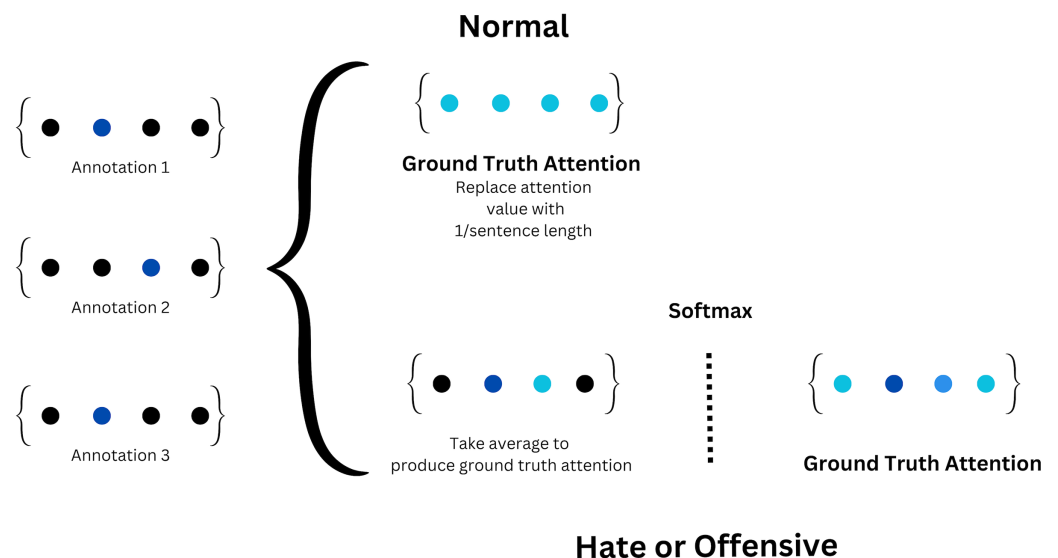 Normal
Annotation 1
Annotation 2
Annotation 3
Ground Truth Attention
Replace attention
value with
1/sentence length
Softmax
Take average to
produce ground truth attention
Ground Truth Attention
Hate or Offensive